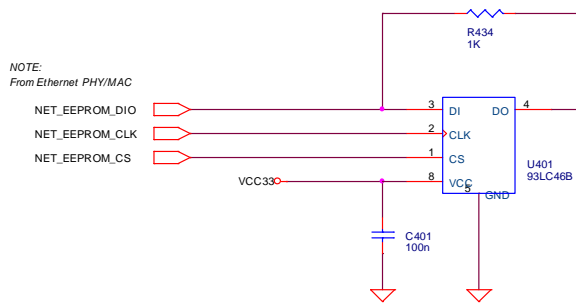 R434
1K
NOTE:
From Ethernet PHY/MAC
NET_EEPROM_DIO
3
DI
DO
4
NET_EEPROM_CLK
2
CLK
NET_EEPROM_CS
1
CS
U401
93LC46B
VCC33
8
VCC
5
GND
C401
100n